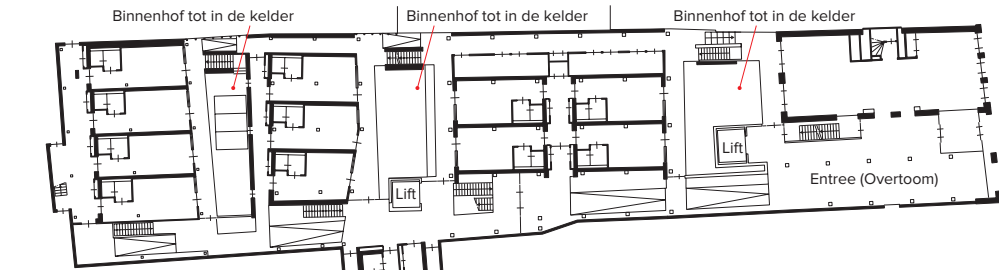 Binnenhof tot in de kelder
Binnenhof tot in de kelder
Binnenhof tot in de kelder
Lift
Lift
Entree (Overtoom)